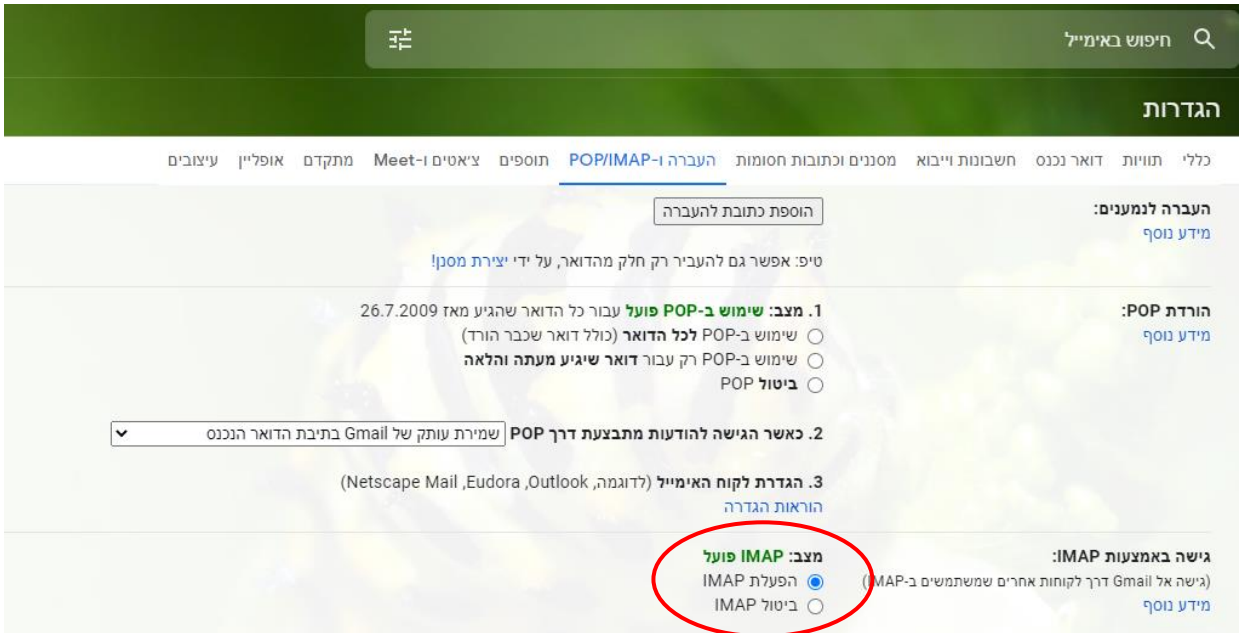 חיפוש באימייל
הגדרות
כללי תוויות דואר נכנס חשבונות וייבוא מסננים וכתובות חסומות העברה ו-POP/IMAP תוספים צ'אטים ו-Meet מתקדם אופליין עיצובים
העברה לנמענים: הוספת כתובת להעברה
מידע נוסף
טיפ: אפשר גם להעביר רק חלק מהדואר, על ידי יצירת מסנן!
הורדת POP: 1. מצב: שימוש ב-POP פועל עבור כל הדואר שהגיע מאז 26.7.2009
מידע נוסף שימוש ב-POP לכל הדואר (כולל דואר שכבר הורד)
שימוש ב-POP רק עבור דואר שיגיע מעתה והלאה
ביטול POP
2. כאשר הגישה להודעות מתבצעת דרך POP שמירת עותק של Gmail בתיבת הדואר הנכנס
3. הגדרת לקוח האימייל (לדוגמה, Netscape Mail ,Eudora ,Outlook)
הוראות הגדרה
גישה באמצעות IMAP: מצב: IMAP פועל
(גישה אל Gmail דרך לקוחות אחרים שמשתמשים ב-IMAP) הפעלת IMAP
מידע נוסף ביטול IMAP